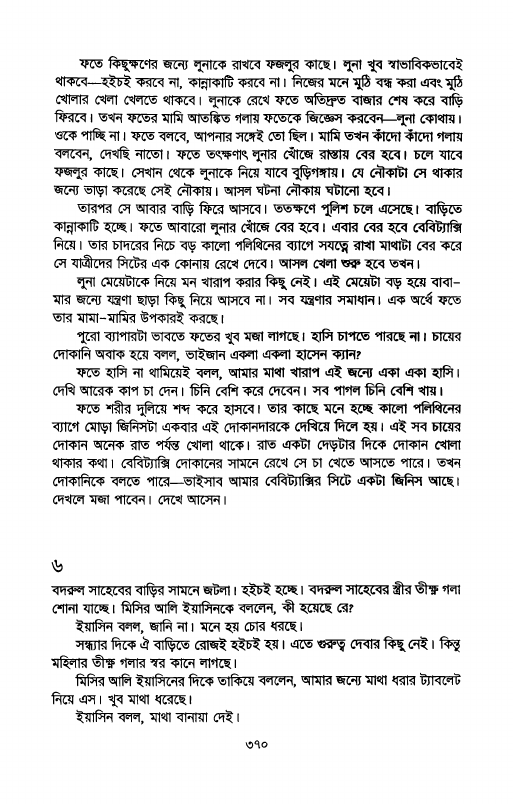 ফতে কিছুক্ষণের জন্যে লুনাকে রাখবে ফজলুর কাছে। লুনা খুব স্বাভাবিকভাবেই
থাকবে—হইচই করবে না, কান্নাকাটি করবে না। নিজের মনে মুঠি বন্ধ করা এবং মুঠি
খোলার খেলা খেলতে থাকবে। লুনাকে রেখে ফতে অতিদ্রুত বাজার শেষ করে বাড়ি
ফিরবে। তখন ফতের মামি আতঙ্কিত গলায় ফতেকে জিজ্ঞেস করবেন—লুনা কোথায়।
ওকে পাচ্ছি না। ফতে বলবে, আপনার সঙ্গেই তো ছিল। মামি তখন কাঁদো কাঁদো গলায়
বলবেন, দেখছি নাতো। ফতে তৎক্ষণাৎ লুনার খোঁজে রাস্তায় বের হবে। চলে যাবে
ফজলুর কাছে। সেখান থেকে লুনাকে নিয়ে যাবে বুড়িগঙ্গায়। যে নৌকাটা সে থাকার
জন্যে ভাড়া করেছে সেই নৌকায়। আসল ঘটনা নৌকায় ঘটানো হবে।
তারপর সে আবার বাড়ি ফিরে আসবে। ততক্ষণে পুলিশ চলে এসেছে। বাড়িতে
কান্নাকাটি হচ্ছে। ফতে আবারো লুনার খোঁজে বের হবে। এবার বের হবে বেবিট্যাক্সি
নিয়ে। তার চাদরের নিচে বড় কালো পলিথিনের ব্যাগে সযত্নে রাখা মাথাটা বের করে
সে যাত্রীদের সিটের এক কোনায় রেখে দেবে। আসল খেলা শুরু হবে তখন।
লুনা মেয়েটাকে নিয়ে মন খারাপ করার কিছু নেই। এই মেয়েটা বড় হয়ে বাবা-
মার জন্যে যন্ত্রণা ছাড়া কিছু নিয়ে আসবে না। সব যন্ত্রণার সমাধান। এক অর্থে ফতে
তার মামা-মামির উপকারই করছে।
পুরো ব্যাপারটা ভাবতে ফতের খুব মজা লাগছে। হাসি চাপতে পারছে না। চায়ের
দোকানি অবাক হয়ে বলল, ভাইজান একলা একলা হাসেন ক্যান?
ফতে হাসি না থামিয়েই বলল, আমার মাথা খারাপ এই জন্যে একা একা হাসি।
দেখি আরেক কাপ চা দেন। চিনি বেশি করে দেবেন। সব পাগল চিনি বেশি খায়।
ফতে শরীর দুলিয়ে শব্দ করে হাসবে। তার কাছে মনে হচ্ছে কালো পলিথিনের
ব্যাগে মোড়া জিনিসটা একবার এই দোকানদারকে দেখিয়ে দিলে হয়। এই সব চায়ের
দোকান অনেক রাত পর্যন্ত খোলা থাকে। রাত একটা দেড়টার দিকে দোকান খোলা
থাকার কথা। বেবিট্যাক্সি দোকানের সামনে রেখে সে চা খেতে আসতে পারে। তখন
দোকানিকে বলতে পারে—ভাইসাব আমার বেবিট্যাক্সির সিটে একটা জিনিস আছে।
দেখলে মজা পাবেন। দেখে আসেন।
৬
বদরুল সাহেবের বাড়ির সামনে জটলা। হইচই হচ্ছে। বদরুল সাহেবের স্ত্রীর তীক্ষ্ণ গলা
শোনা যাচ্ছে। মিসির আলি ইয়াসিনকে বললেন, কী হয়েছে রে?
ইয়াসিন বলল, জানি না। মনে হয় চোর ধরছে।
সন্ধ্যার দিকে ঐ বাড়িতে রোজই হইচই হয়। এতে গুরুত্ব দেবার কিছু নেই। কিন্তু
মহিলার তীক্ষ্ণ গলার স্বর কানে লাগছে।
মিসির আলি ইয়াসিনের দিকে তাকিয়ে বললেন, আমার জন্যে মাথা ধরার ট্যাবলেট
নিয়ে এস। খুব মাথা ধরেছে।
ইয়াসিন বলল, মাথা বানায়া দেই।
৩৭০